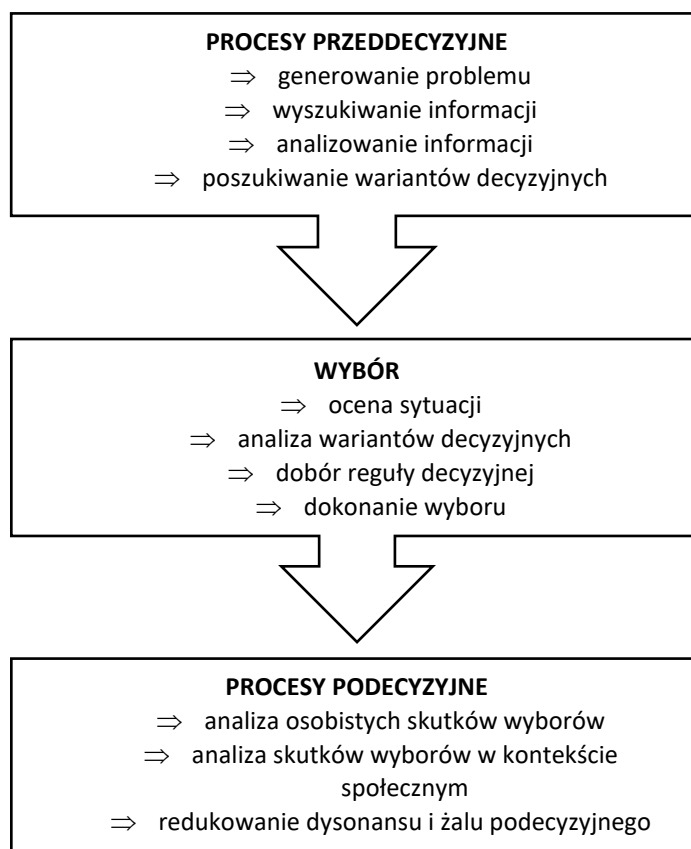 PROCESY PRZEDDECYZYJNE
⇒ generowanie problemu
⇒ wyszukiwanie informacji
⇒ analizowanie informacji
⇒ poszukiwanie wariantów decyzyjnych
WYBÓR
⇒ ocena sytuacji
⇒ analiza wariantów decyzyjnych
⇒ dobór reguły decyzyjnej
⇒ dokonanie wyboru
PROCESY PODECYZYJNE
⇒ analiza osobistych skutków wyborów
⇒ analiza skutków wyborów w kontekście
społecznym
⇒ redukowanie dysonansu i żalu podecyzyjnego